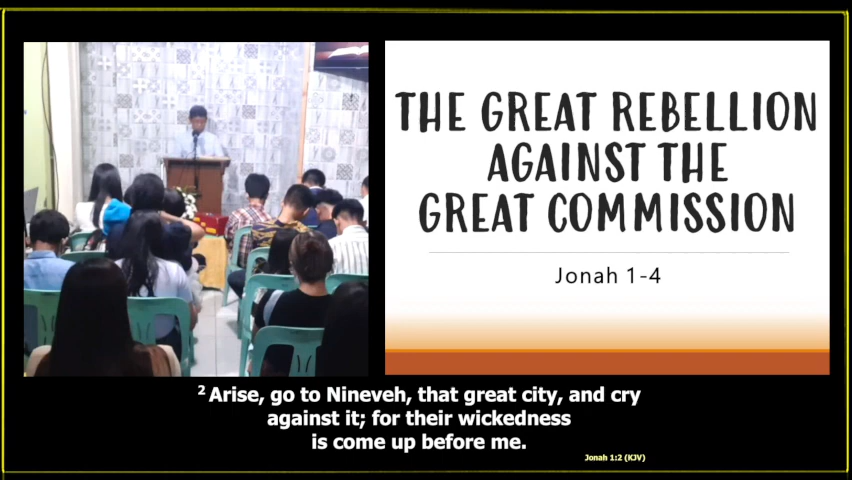 THE GREAT REBELLION
AGAINST THE
GREAT COMMISSION
Jonah 1-4
2 Arise, go to Nineveh, that great city, and cry
against it; for their wickedness
is come up before me.
Jonah 1:2 (KJV)